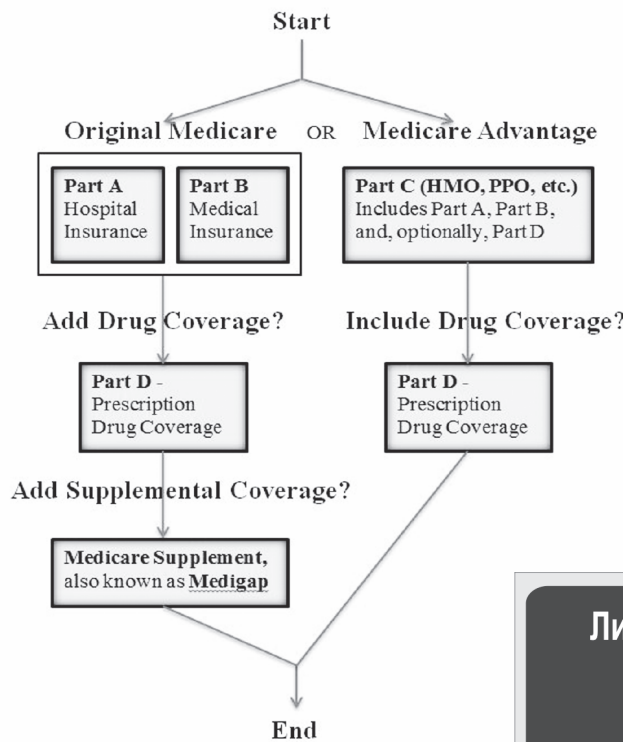 Start
Original Medicare OR Medicare Advantage
Part A
Hospital
Insurance
Part B
Medical
Insurance
Part C (HMO, PPO, etc.)
Includes Part A, Part B,
and, optionally, Part D
Add Drug Coverage?
Include Drug Coverage?
Part D -
Prescription
Drug Coverage
Part D -
Prescription
Drug Coverage
Add Supplemental Coverage?
Medicare Supplement,
also known as Medigap
End